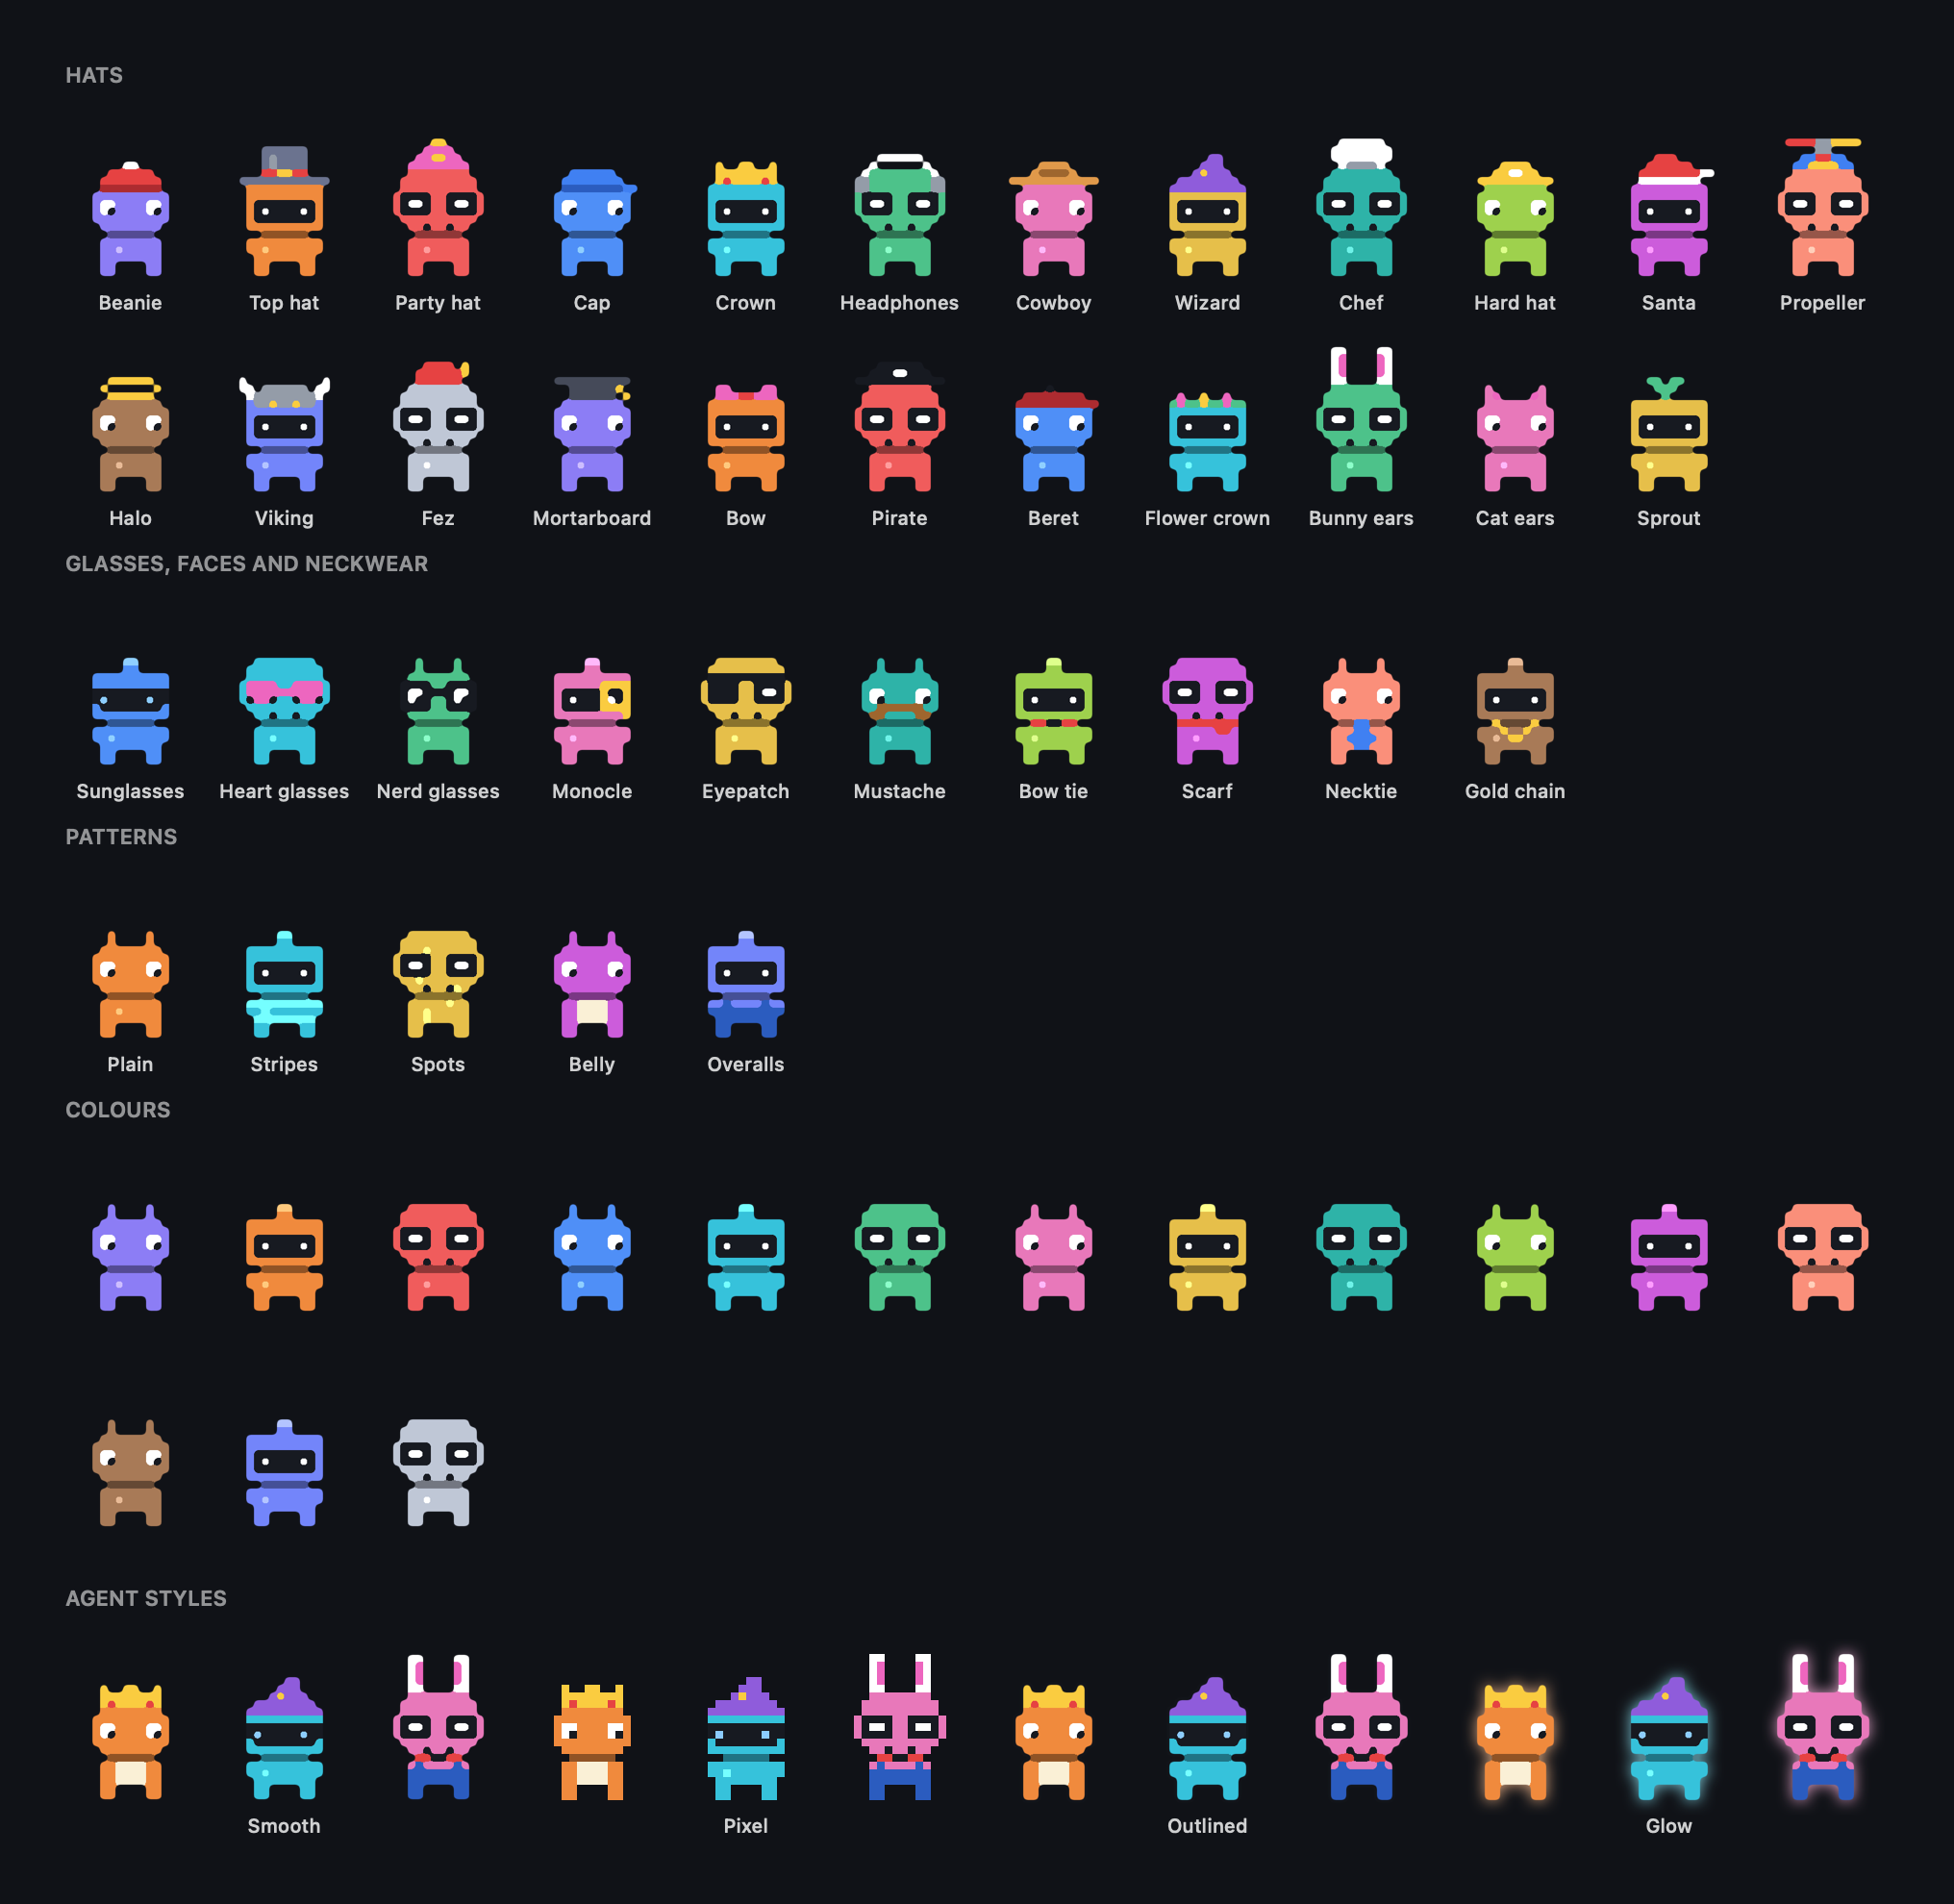 HATS
Beanie Top hat Party hat Cap Crown Headphones Cowboy Wizard Chef Hard hat Santa Propeller
Halo Viking Fez Mortarboard Bow Pirate Beret Flower crown Bunny ears Cat ears Sprout
GLASSES, FACES AND NECKWEAR
Sunglasses Heart glasses Nerd glasses Monocle Eyepatch Mustache Bow tie Scarf Necktie Gold chain
PATTERNS
Plain Stripes Spots Belly Overalls
COLOURS
AGENT STYLES
Smooth Pixel Outlined Glow